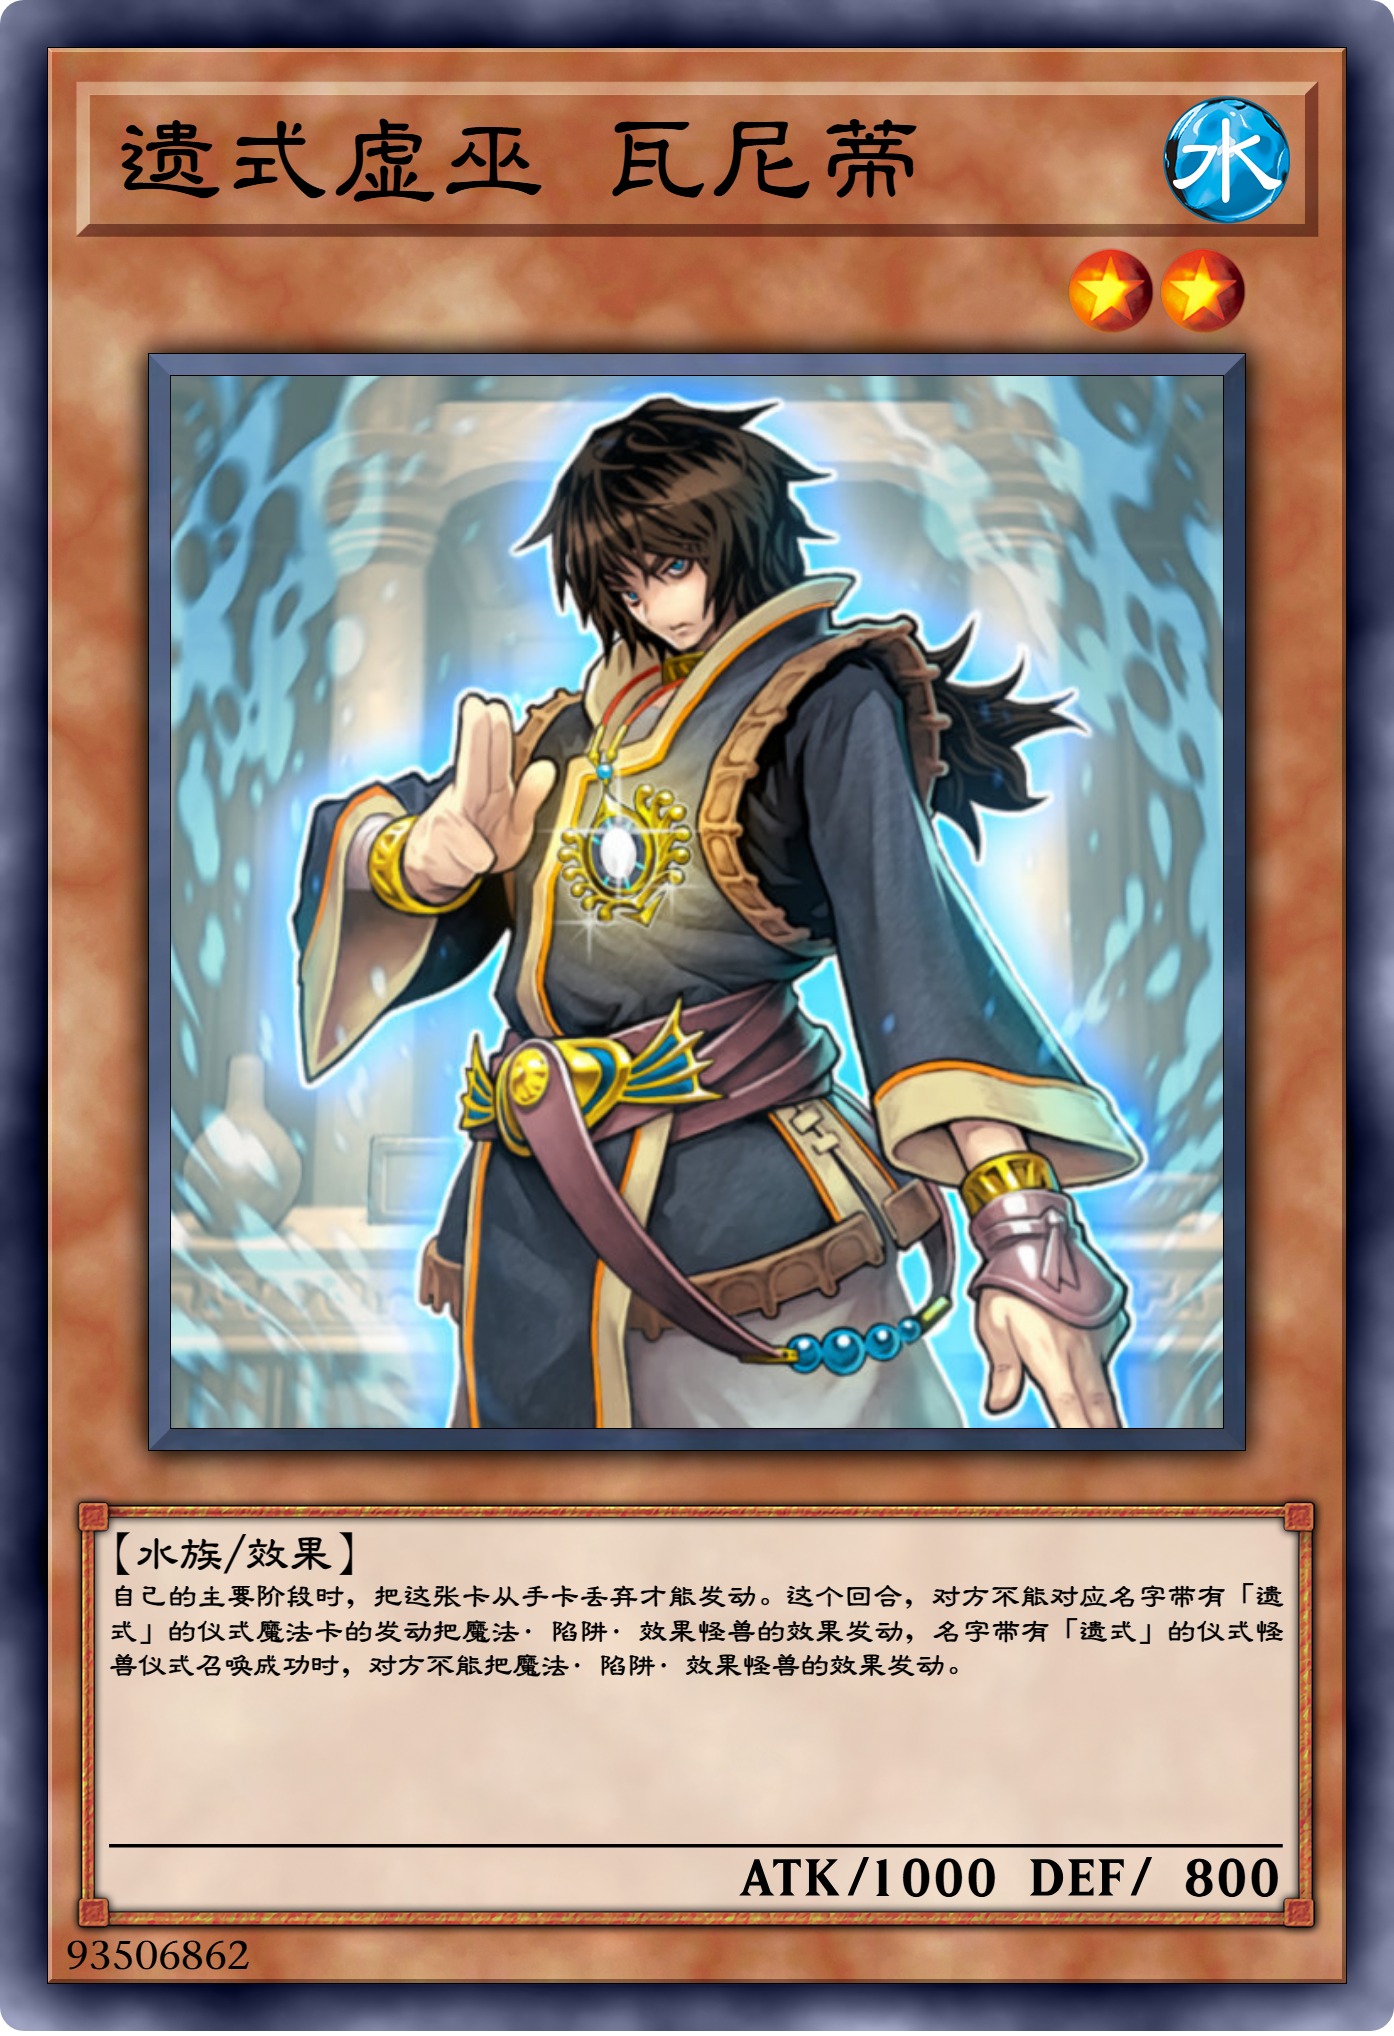 遗式虚巫 瓦尼蒂
水
【水族/效果】
自己的主要阶段时，把这张卡从手卡丢弃才能发动。这个回合，对方不能对应名字带有「遗
式」的仪式魔法卡的发动把魔法·陷阱·效果怪兽的效果发动，名字带有「遗式」的仪式怪
兽仪式召唤成功时，对方不能把魔法·陷阱·效果怪兽的效果发动。
ATK/1000 DEF/ 800
93506862